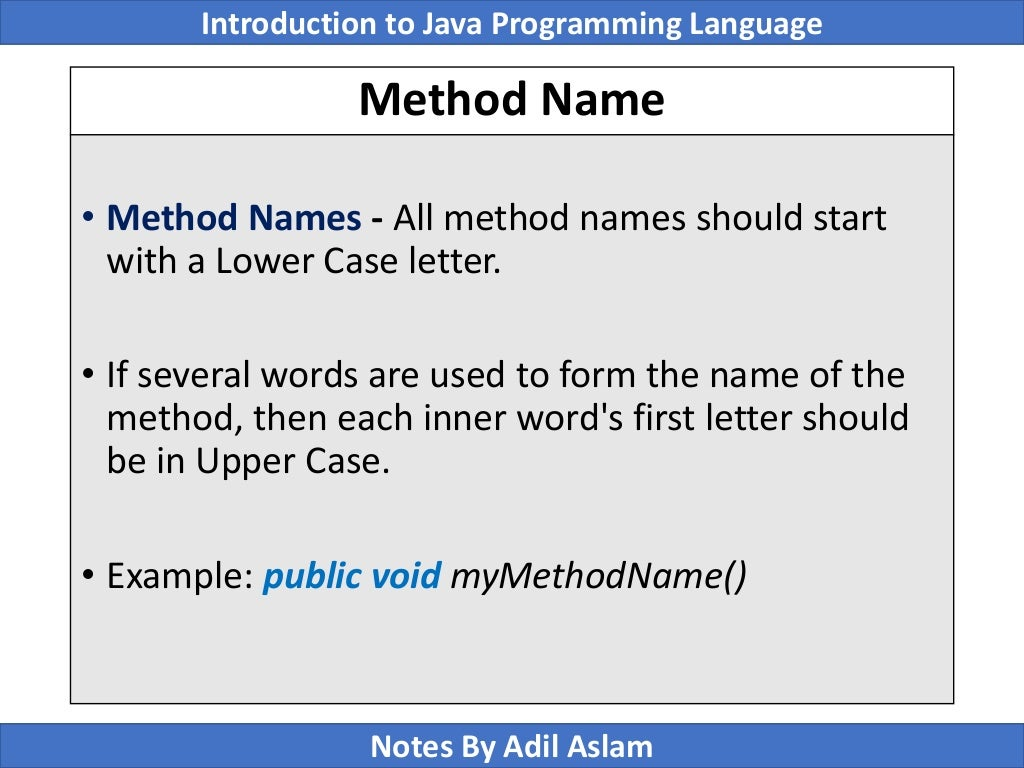 Introduction to Java Programming Language
Method Name
• Method Names - All method names should start
with a Lower Case letter.
• If several words are used to form the name of the
method, then each inner word's first letter should
be in Upper Case.
• Example: public void myMethodName()
Notes By Adil Aslam